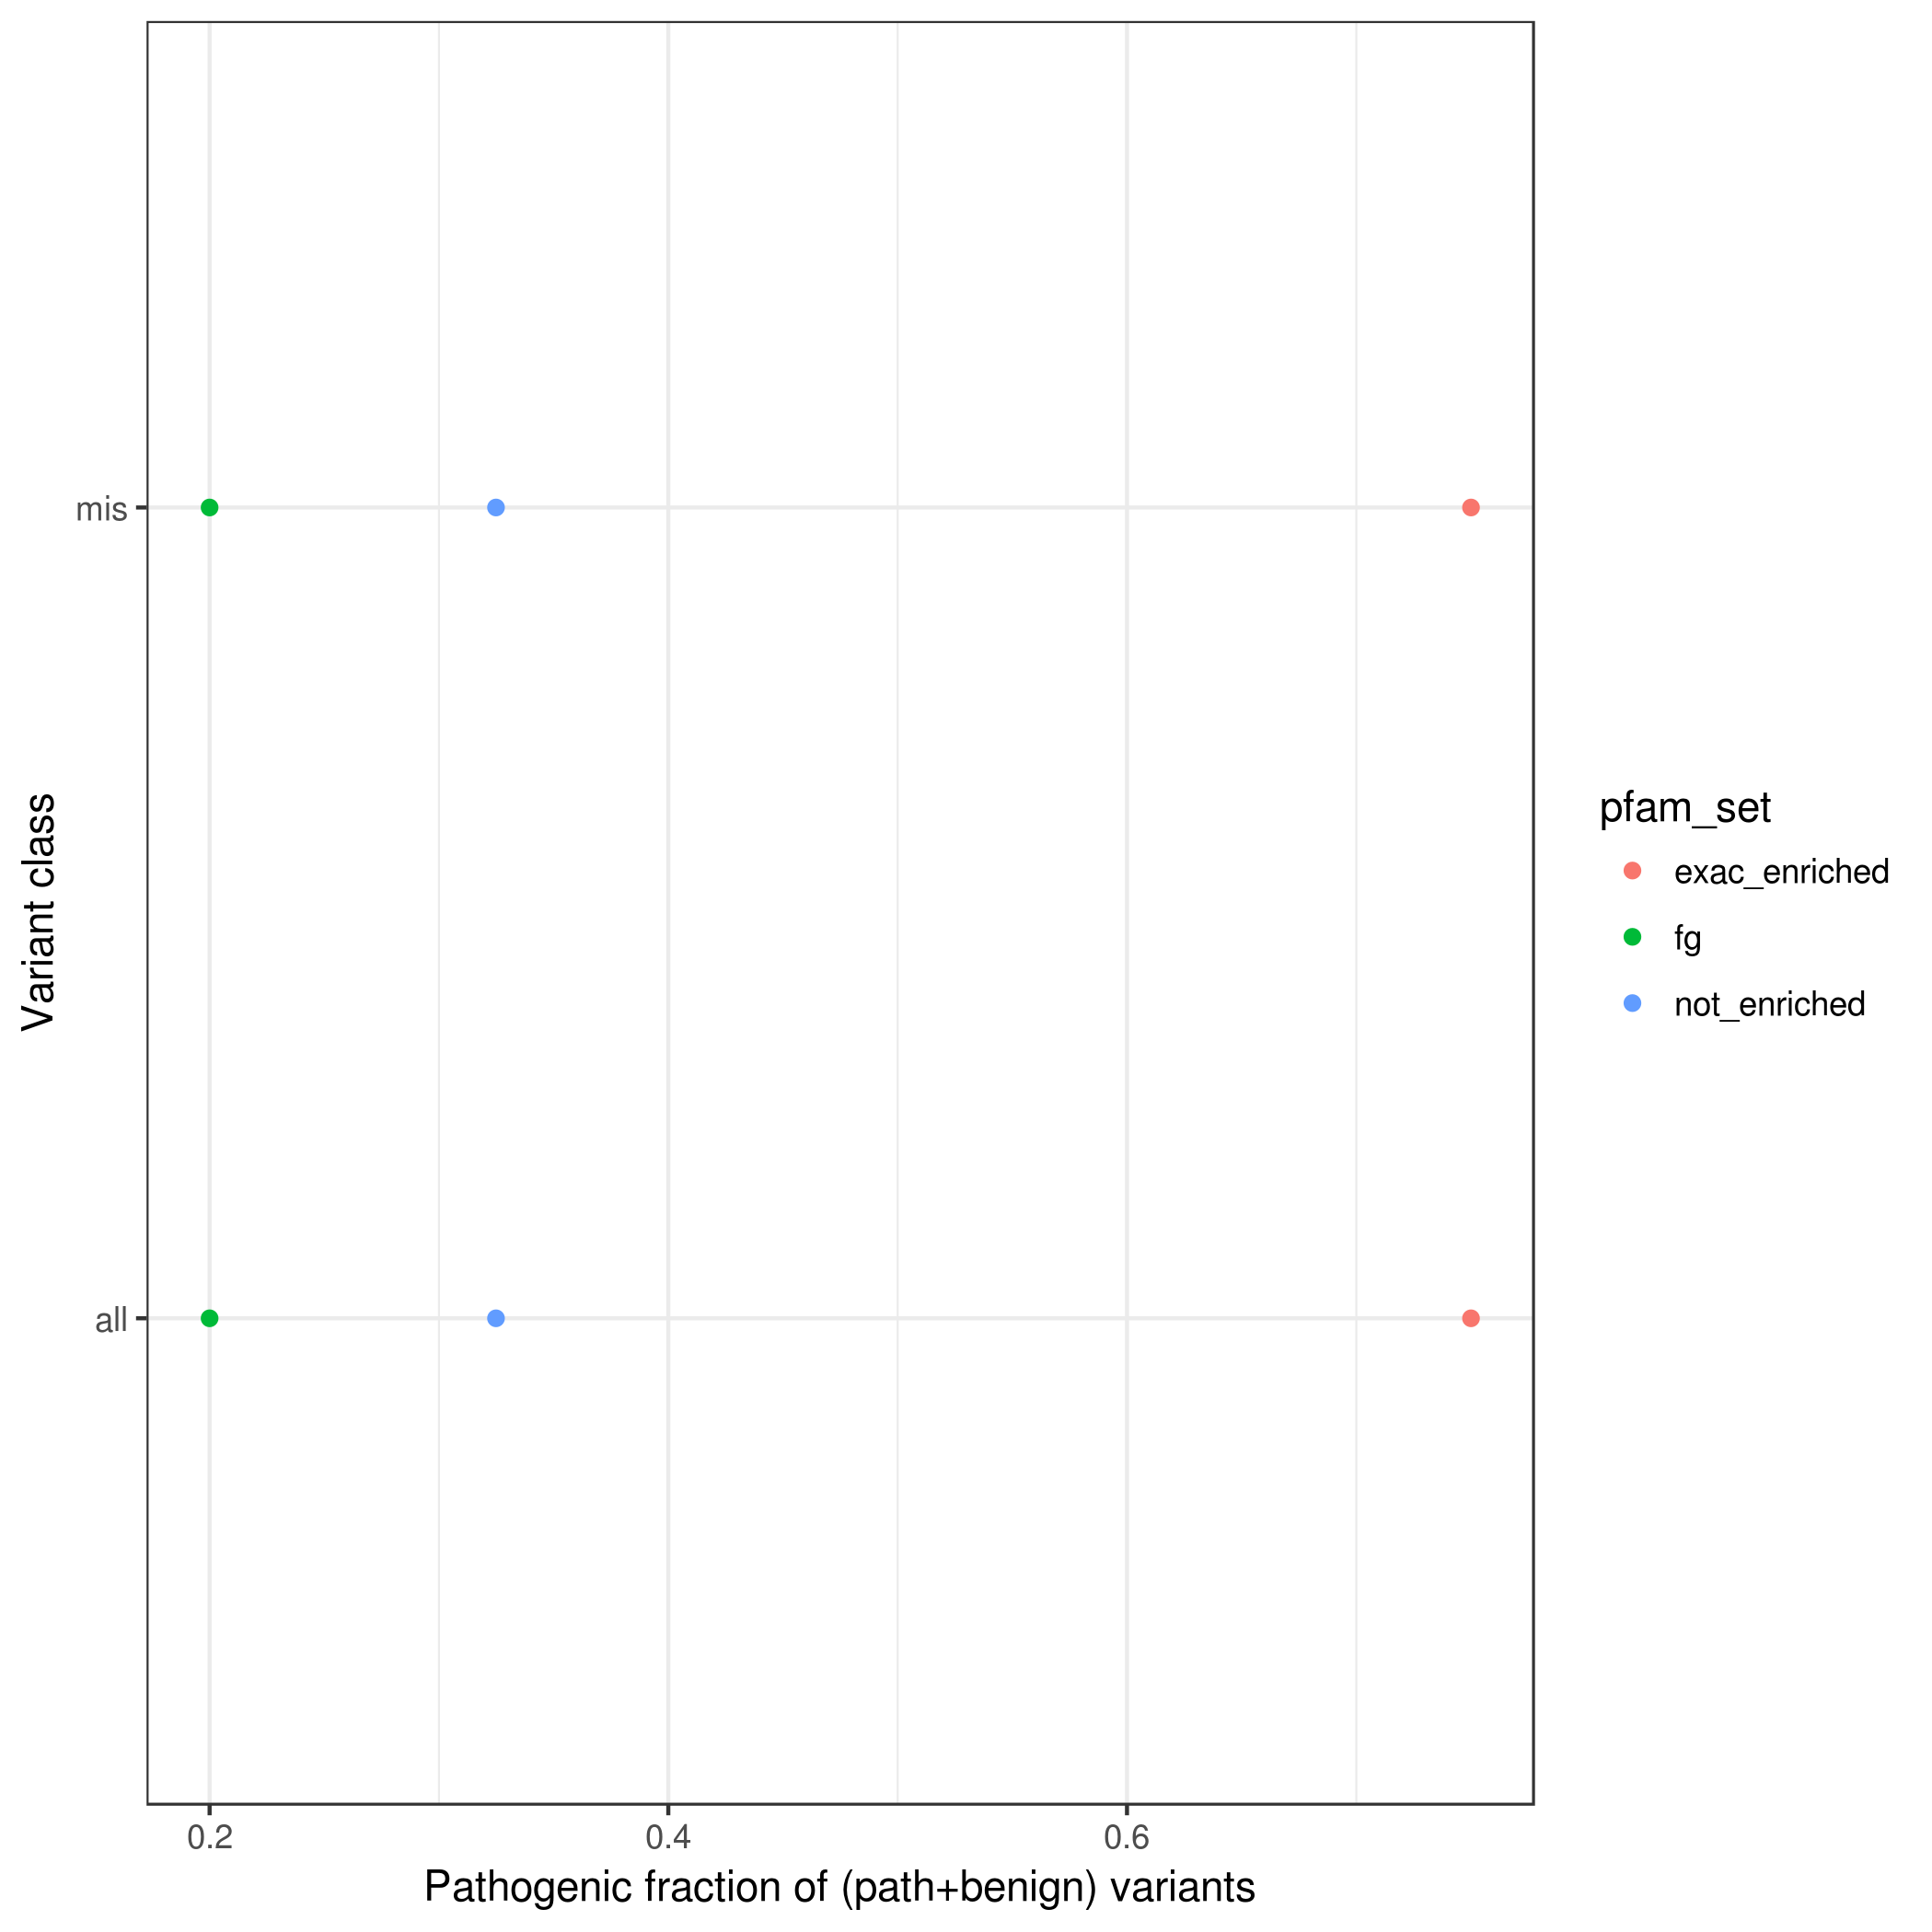 Variant class
mis
all
0.2
0.4
0.6
Pathogenic fraction of (path+benign) variants
pfam_set
exac_enriched
fg
not_enriched